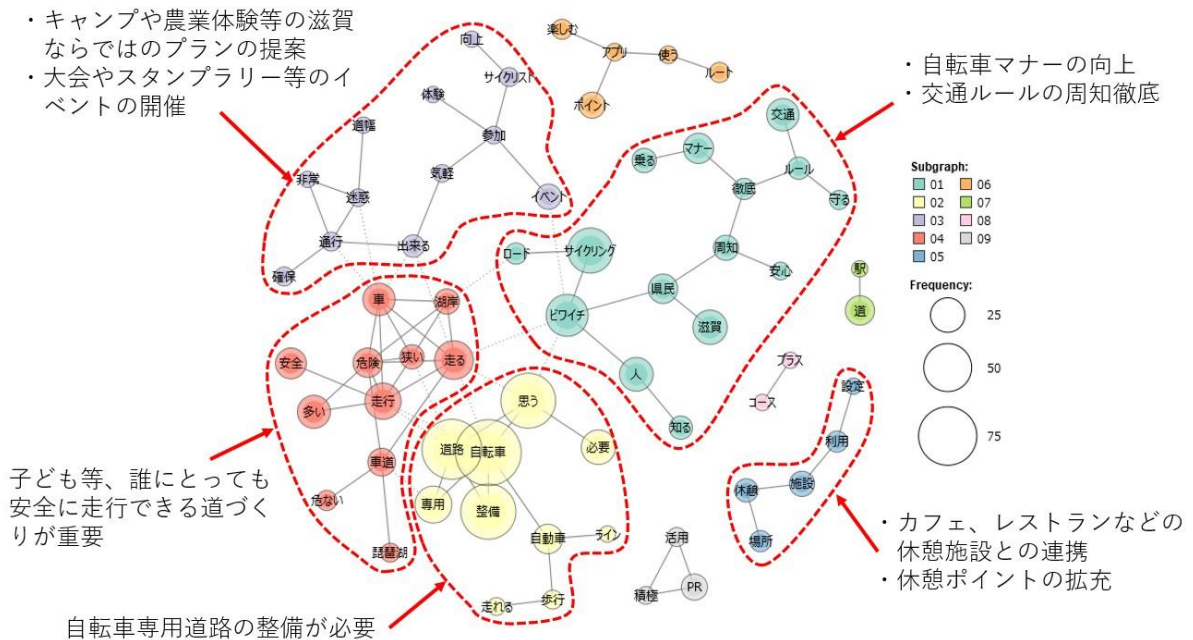 ・キャンプや農業体験等の滋賀
ならではのプランの提案
・大会やスタンプラリー等のイ
ベントの開催
向上
サイクリスト
体験
参加
道幅
気軽
非常
迷惑
イベント
通行
出来る
確保
楽しむ
アプリ
使う
ルート
ポイント
・自転車マナーの向上
・交通ルールの周知徹底
交通
マナー
乗る
ルール
徹底
守る
周知
安心
サイクリング
ロード
県民
ビワイチ
滋賀
人
知る
Subgraph:
01
02
03
04
05
06
07
08
09
Frequency:
25
50
75
駅
道
プラス
コース
設定
利用
施設
休憩
場所
・カフェ、レストランなどの
休憩施設との連携
・休憩ポイントの拡充
車
湖岸
安全
危険
狭い
走る
多い
走行
車道
危ない
琵琶湖
子ども等、誰にとっても
安全に走行できる道づく
りが重要
思う
道路
自転車
必要
専用
整備
自動車
ライン
走れる
歩行
自転車専用道路の整備が必要
活用
積極
PR